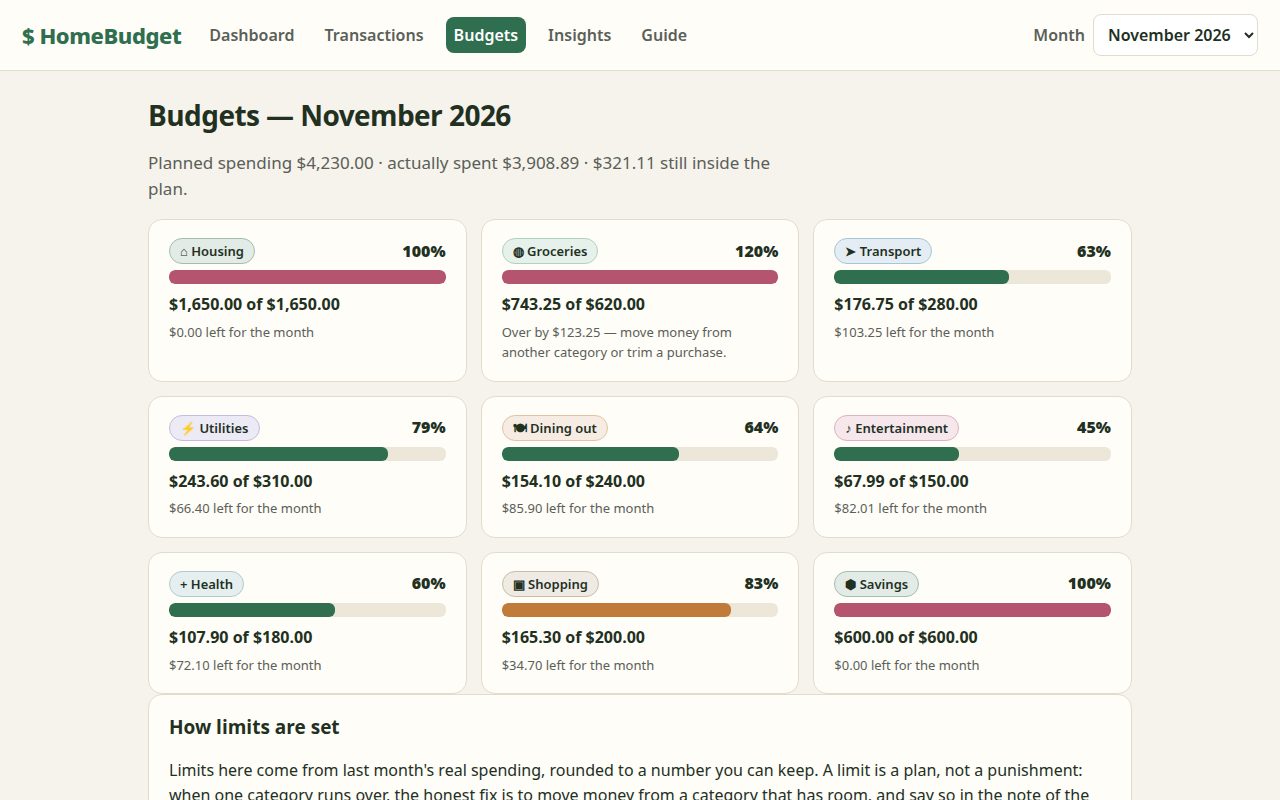 $ HomeBudget Dashboard Transactions Budgets Insights Guide Month November 2026
Budgets — November 2026
Planned spending $4,230.00 · actually spent $3,908.89 · $321.11 still inside the
plan.
Housing 100%
$1,650.00 of $1,650.00
$0.00 left for the month
Groceries 120%
$743.25 of $620.00
Over by $123.25 — move money from
another category or trim a purchase.
Transport 63%
$176.75 of $280.00
$103.25 left for the month
Utilities 79%
$243.60 of $310.00
$66.40 left for the month
Dining out 64%
$154.10 of $240.00
$85.90 left for the month
Entertainment 45%
$67.99 of $150.00
$82.01 left for the month
+ Health 60%
$107.90 of $180.00
$72.10 left for the month
Shopping 83%
$165.30 of $200.00
$34.70 left for the month
Savings 100%
$600.00 of $600.00
$0.00 left for the month
How limits are set
Limits here come from last month's real spending, rounded to a number you can keep. A limit is a plan, not a punishment:
when one category runs over, the honest fix is to move money from a category that has room, and say so in the note of the